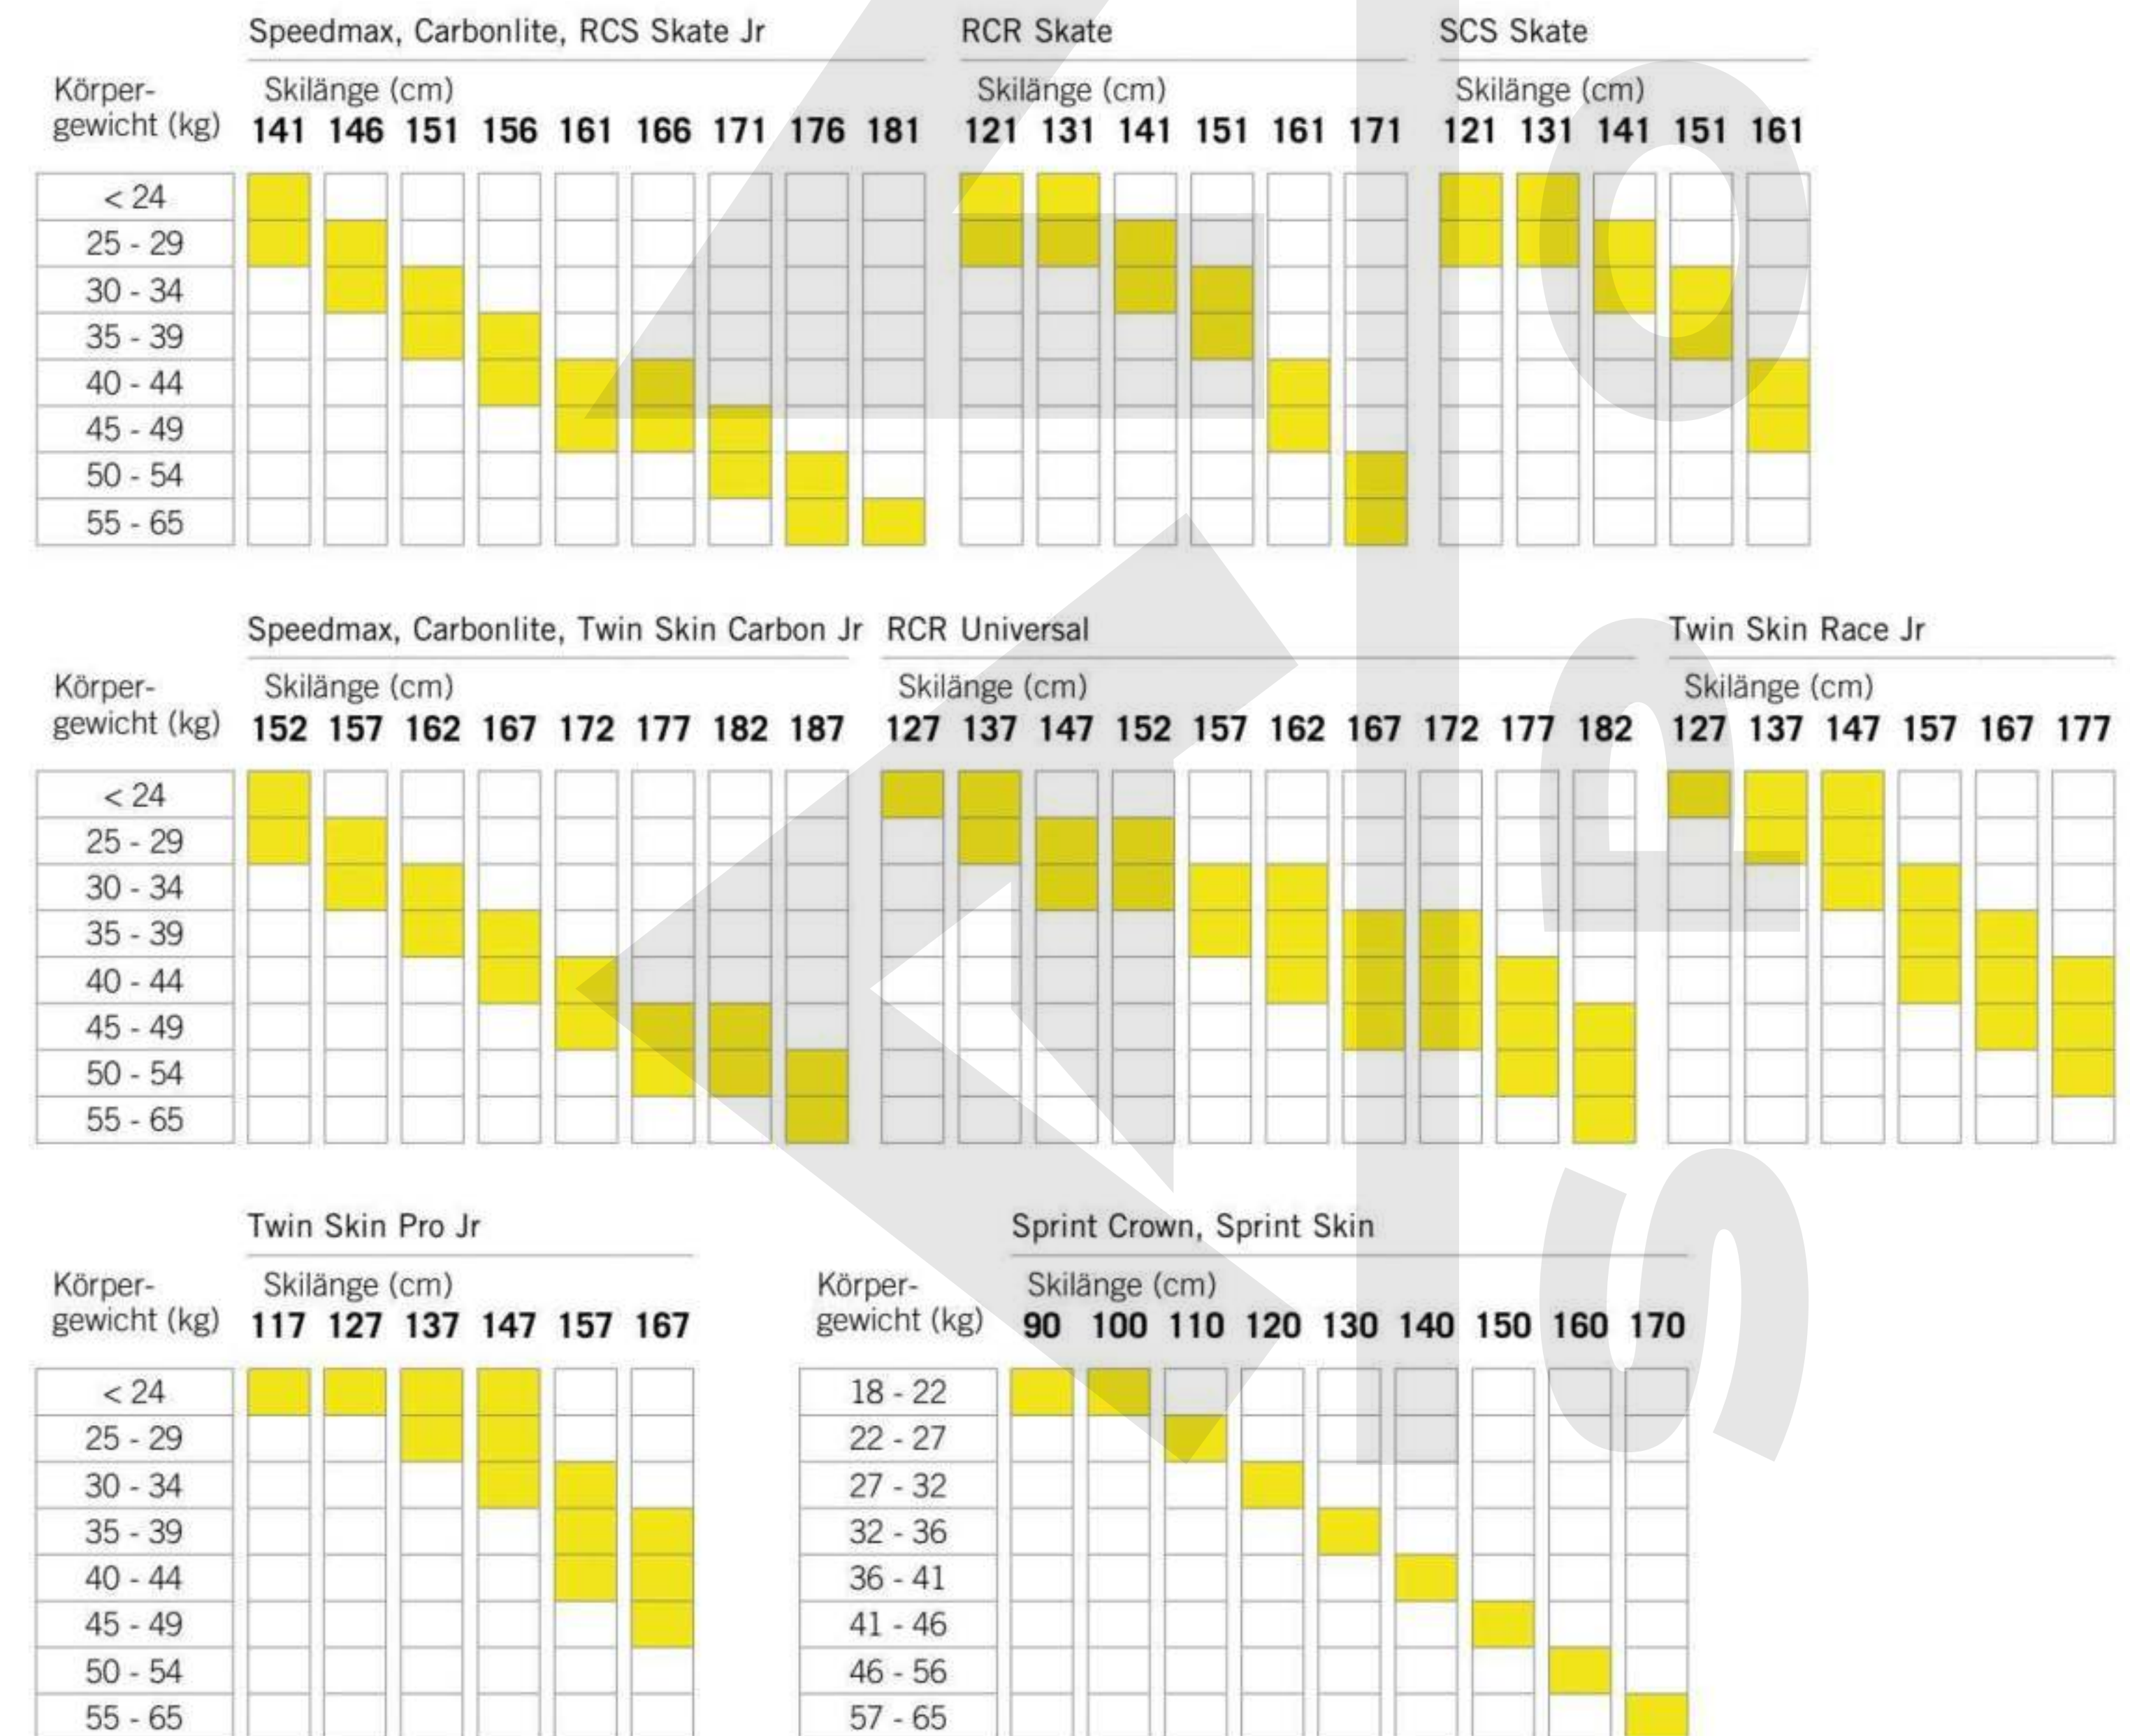 Speedmax, Carbonlite, RCS Skate Jr RCR Skate SCS Skate
Körper- Skilänge (cm) Skilänge (cm) Skilänge (cm)
gewicht (kg) 141 146 151 156 161 166 171 176 181 121 131 141 151 161 171 121 131 141 151 161
< 24
25 - 29
30 - 34
35 - 39
40 - 44
45 - 49
50 - 54
55 - 65
Speedmax, Carbonlite, Twin Skin Carbon Jr RCR Universal Twin Skin Race Jr
Körper- Skilänge (cm) Skilänge (cm) Skilänge (cm)
gewicht (kg) 152 157 162 167 172 177 182 187 127 137 147 152 157 162 167 172 177 182 127 137 147 157 167 177
< 24
25 - 29
30 - 34
35 - 39
40 - 44
45 - 49
50 - 54
55 - 65
Twin Skin Pro Jr Sprint Crown, Sprint Skin
Körper- Skilänge (cm) Körper- Skilänge (cm)
gewicht (kg) 117 127 137 147 157 167 gewicht (kg) 90 100 110 120 130 140 150 160 170
< 24 18 - 22
25 - 29 22 - 27
30 - 34 27 - 32
35 - 39 32 - 36
40 - 44 36 - 41
45 - 49 41 - 46
50 - 54 46 - 56
55 - 65 57 - 65